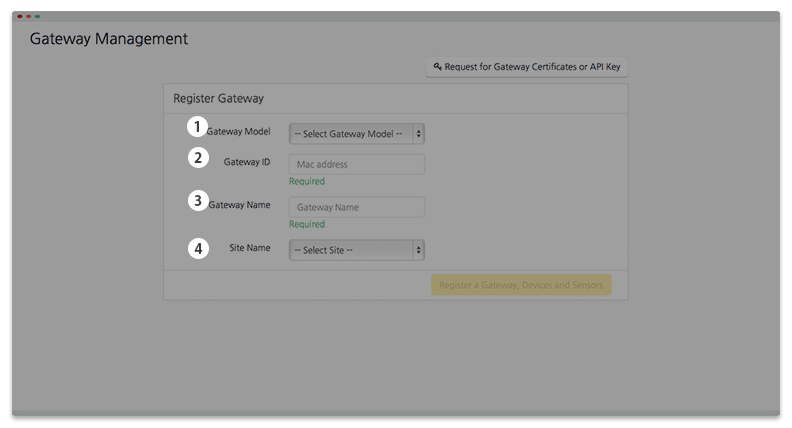 Gateway Management
Request for Gateway Certificates or API Key
Register Gateway
1 Gateway Model -- Select Gateway Model --
2 Gateway ID Mac address
Required
3 Gateway Name Gateway Name
Required
4 Site Name -- Select Site --
Register a Gateway, Devices and Sensors